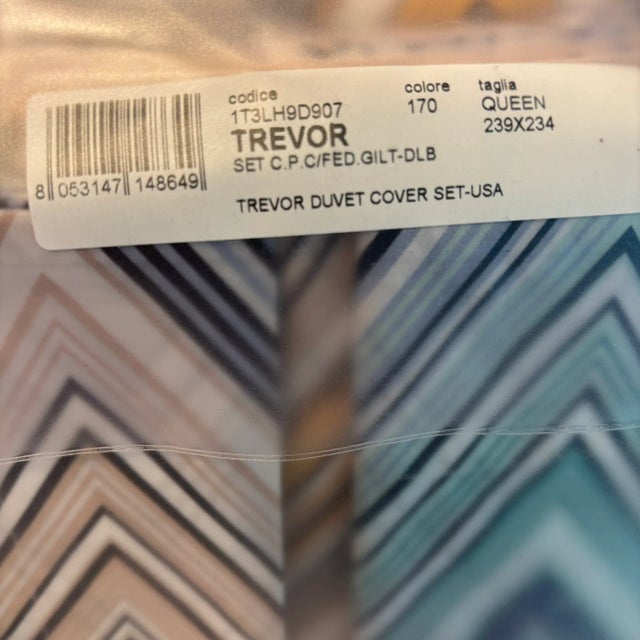 codice
1T3LH9D907
TREVOR
SET C.P.C/FED.GILT-DLB
TREVOR DUVET COVER SET-USA
colore
170
taglia
QUEEN
239X234
8 053147 148649